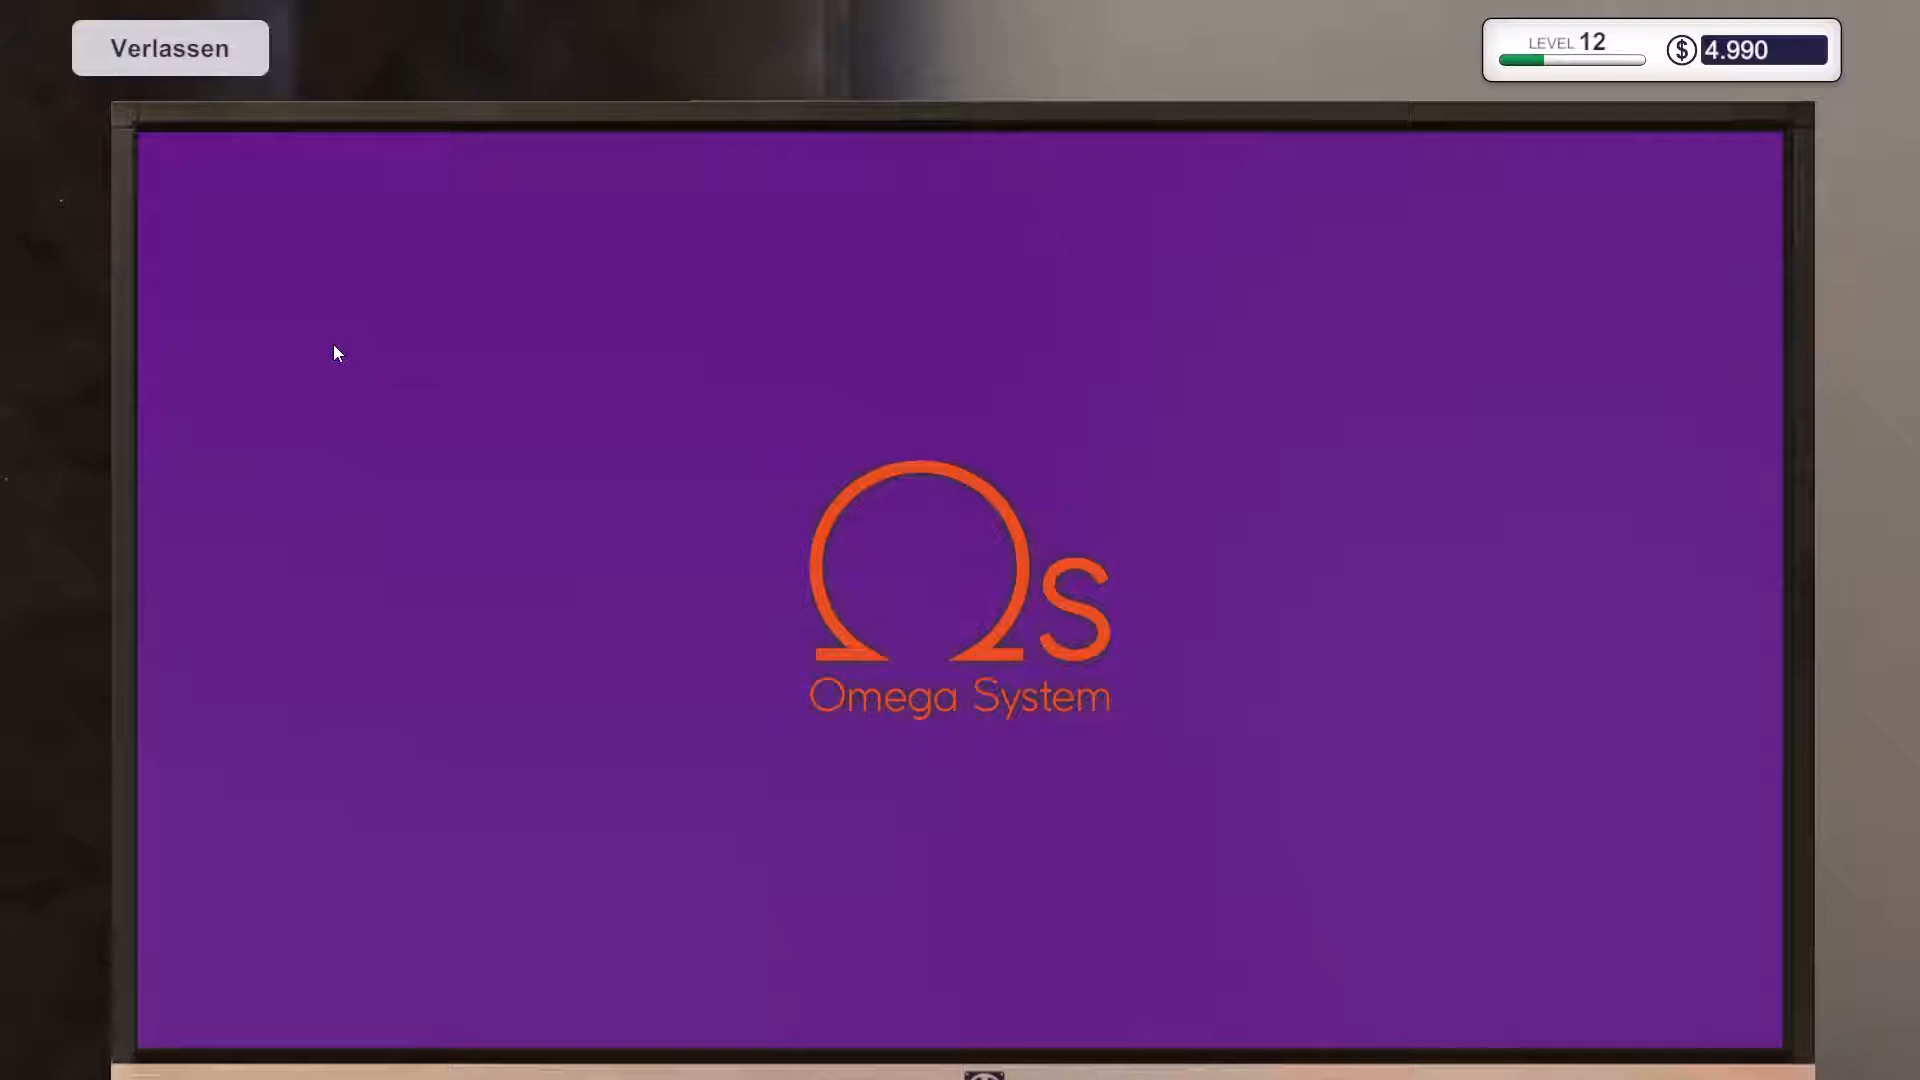 Verlassen
LEVEL 12
$ 4.990
Ωs
Omega System